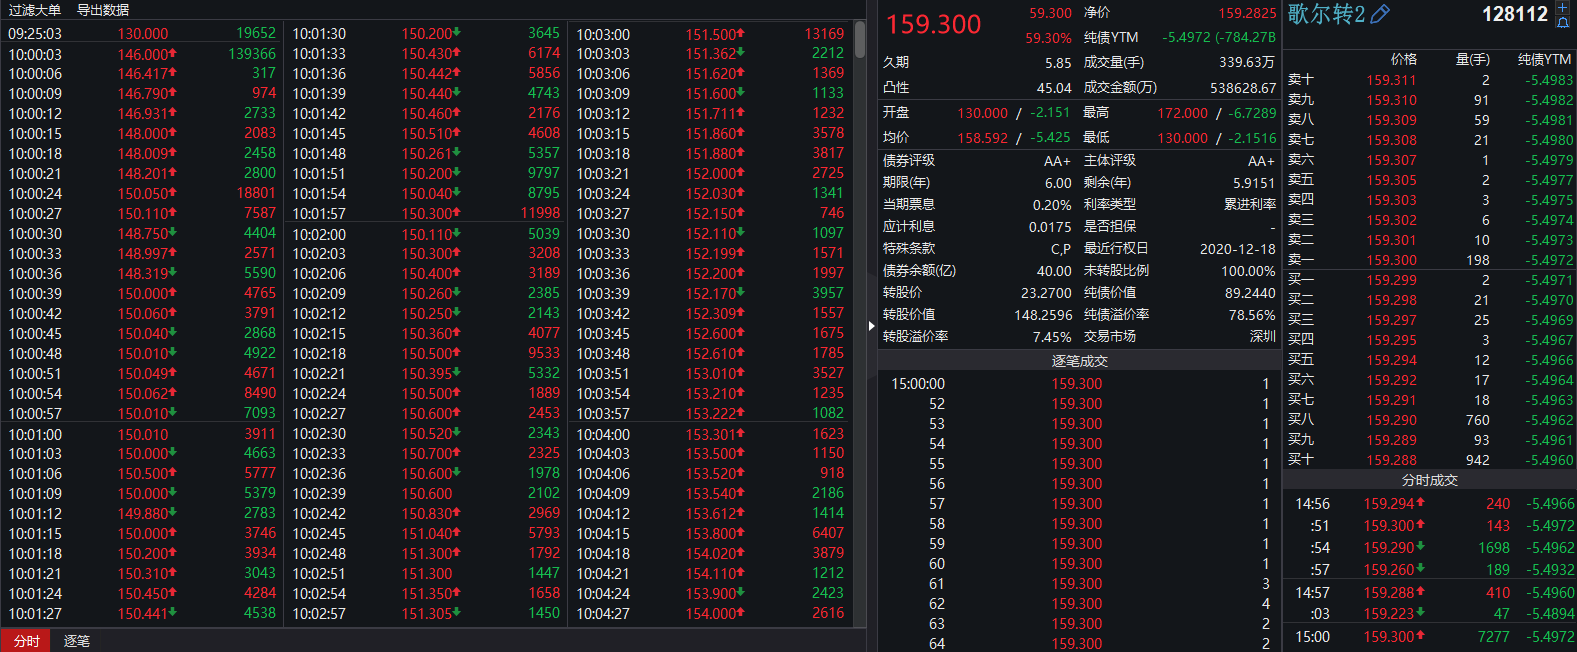 过滤大单 导出数据
09:25:03 130.000 19652
10:00:03 146.000↑ 139366
10:00:06 146.417↑ 317
10:00:09 146.790↑ 974
10:00:12 146.931↑ 2733
10:00:15 148.000↑ 2083
10:00:18 148.009↑ 2458
10:00:21 148.201↑ 2800
10:00:24 150.050↑ 18801
10:00:27 150.110↑ 7587
10:00:30 148.750↓ 4404
10:00:33 148.997↑ 2571
10:00:36 148.319↓ 5590
10:00:39 150.000↑ 4765
10:00:42 150.060↑ 3791
10:00:45 150.040↓ 2868
10:00:48 150.010↓ 4922
10:00:51 150.049↑ 4671
10:00:54 150.062↑ 8490
10:00:57 150.010↓ 7093
10:01:00 150.010 3911
10:01:03 150.000↓ 4663
10:01:06 150.500↑ 5777
10:01:09 150.000↓ 5379
10:01:12 149.880↓ 2783
10:01:15 150.000↑ 3746
10:01:18 150.200↑ 3934
10:01:21 150.310↑ 3043
10:01:24 150.450↑ 4284
10:01:27 150.441↓ 4538
10:01:30 150.200↓ 3645
10:01:33 150.430↑ 6174
10:01:36 150.442↑ 5856
10:01:39 150.440↓ 4743
10:01:42 150.460↑ 2176
10:01:45 150.510↑ 4608
10:01:48 150.261↓ 5357
10:01:51 150.200↓ 9797
10:01:54 150.040↓ 8795
10:01:57 150.300↑ 11998
10:02:00 150.110↓ 5039
10:02:03 150.300↑ 3208
10:02:06 150.400↑ 3189
10:02:09 150.260↓ 2385
10:02:12 150.250↓ 2143
10:02:15 150.360↑ 4077
10:02:18 150.500↑ 9533
10:02:21 150.395↓ 5332
10:02:24 150.500↑ 1889
10:02:27 150.600↑ 2453
10:02:30 150.520↓ 2343
10:02:33 150.700↑ 2325
10:02:36 150.600↓ 1978
10:02:39 150.600 2102
10:02:42 150.830↑ 2969
10:02:45 151.040↑ 5793
10:02:48 151.300↑ 1792
10:02:51 151.300 1447
10:02:54 151.350↑ 1658
10:02:57 151.305↓ 1450
10:03:00 151.500↑ 13169
10:03:03 151.362↓ 2212
10:03:06 151.620↑ 1369
10:03:09 151.600↓ 1133
10:03:12 151.711↑ 1232
10:03:15 151.860↑ 3578
10:03:18 151.880↑ 3817
10:03:21 152.000↑ 2725
10:03:24 152.030↑ 1341
10:03:27 152.150↑ 746
10:03:30 152.110↓ 1097
10:03:33 152.199↑ 1571
10:03:36 152.200↑ 1997
10:03:39 152.170↓ 3957
10:03:42 152.309↑ 1557
10:03:45 152.600↑ 1675
10:03:48 152.610↑ 1785
10:03:51 153.010↑ 3527
10:03:54 153.210↑ 1235
10:03:57 153.222↑ 1082
10:04:00 153.301↑ 1623
10:04:03 153.500↑ 1150
10:04:06 153.520↑ 918
10:04:09 153.540↑ 2186
10:04:12 153.612↑ 1414
10:04:15 153.800↑ 6407
10:04:18 154.020↑ 3879
10:04:21 154.110↑ 1212
10:04:24 153.900↓ 2423
10:04:27 154.000↑ 2616
分时 逐笔
159.300
59.300 净价 159.2825
59.30% 纯债YTM -5.4972 (-784.27B
久期 5.85 成交量(手) 339.63万
凸性 45.04 成交金额(万) 538628.67
开盘 130.000 / -2.151 最高 172.000 / -6.7289
均价 158.592 / -5.425 最低 130.000 / -2.1516
债券评级 AA+ 主体评级 AA+
期限(年) 6.00 剩余(年) 5.9151
当期票息 0.20% 利率类型 累进利率
应计利息 0.0175 是否担保 -
特殊条款 C,P 最近行权日 2020-12-18
债券余额(亿) 40.00 未转股比例 100.00%
转股价 23.2700 纯债价值 89.2440
转股价值 148.2596 纯债溢价率 78.56%
转股溢价率 7.45% 交易市场 深圳
逐笔成交
15:00:00 159.300 1
52 159.300 1
53 159.300 1
54 159.300 1
55 159.300 1
56 159.300 1
57 159.300 1
58 159.300 1
59 159.300 1
60 159.300 1
61 159.300 3
62 159.300 4
63 159.300 2
64 159.300 2
歌尔转2 128112
价格 量(手) 纯债YTM
卖十 159.311 2 -5.4983
卖九 159.310 91 -5.4982
卖八 159.309 59 -5.4981
卖七 159.308 21 -5.4980
卖六 159.307 1 -5.4979
卖五 159.305 2 -5.4977
卖四 159.303 3 -5.4975
卖三 159.302 6 -5.4974
卖二 159.301 10 -5.4973
卖一 159.300 198 -5.4972
买一 159.299 2 -5.4971
买二 159.298 21 -5.4970
买三 159.297 25 -5.4969
买四 159.295 3 -5.4967
买五 159.294 12 -5.4966
买六 159.292 17 -5.4964
买七 159.291 18 -5.4963
买八 159.290 760 -5.4962
买九 159.289 93 -5.4961
买十 159.288 942 -5.4960
分时成交
14:56 159.294↑ 240 -5.4966
:51 159.300↑ 143 -5.4972
:54 159.290↓ 1698 -5.4962
:57 159.260↓ 189 -5.4932
14:57 159.288↑ 410 -5.4960
:03 159.223↓ 47 -5.4894
15:00 159.300↑ 7277 -5.4972